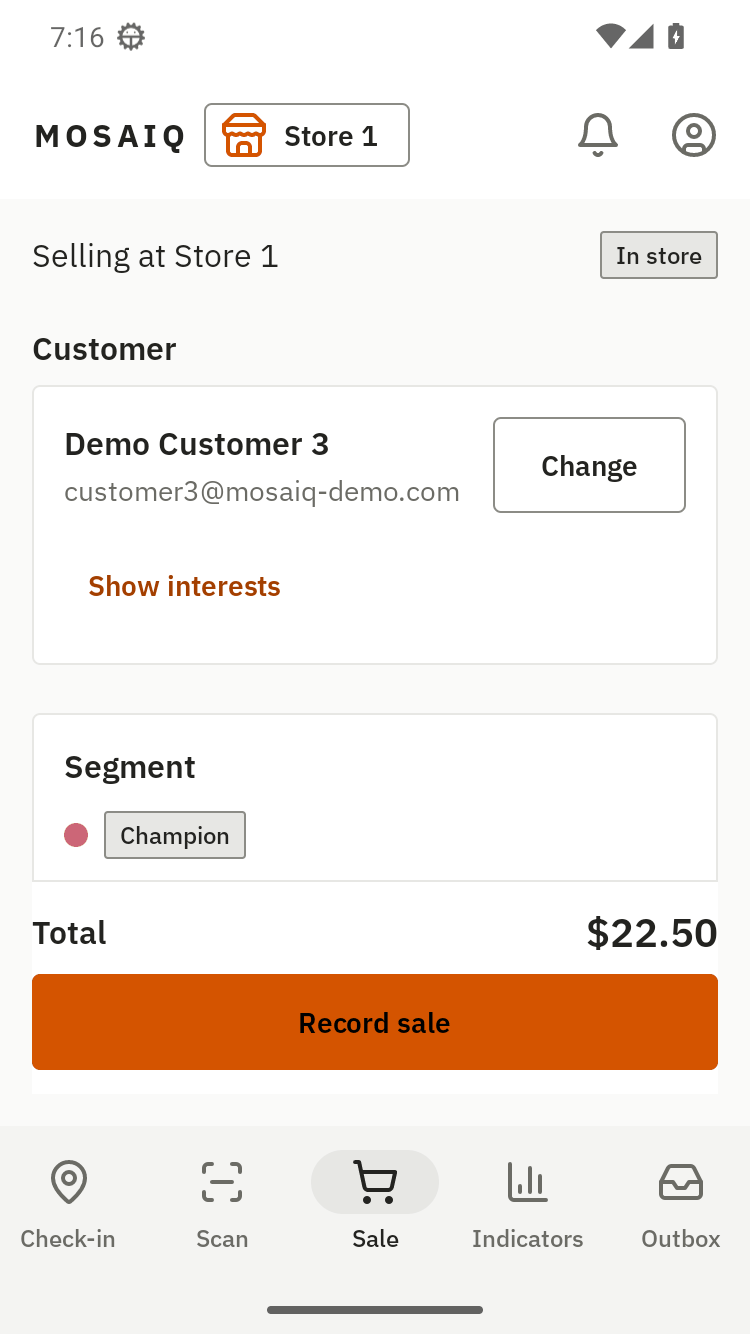 7:16
MOSAIQ
Store 1
Selling at Store 1
In store
Customer
Demo Customer 3
customer3@mosaiq-demo.com
Change
Show interests
Segment
Champion
Total
$22.50
Record sale
Check-in
Scan
Sale
Indicators
Outbox